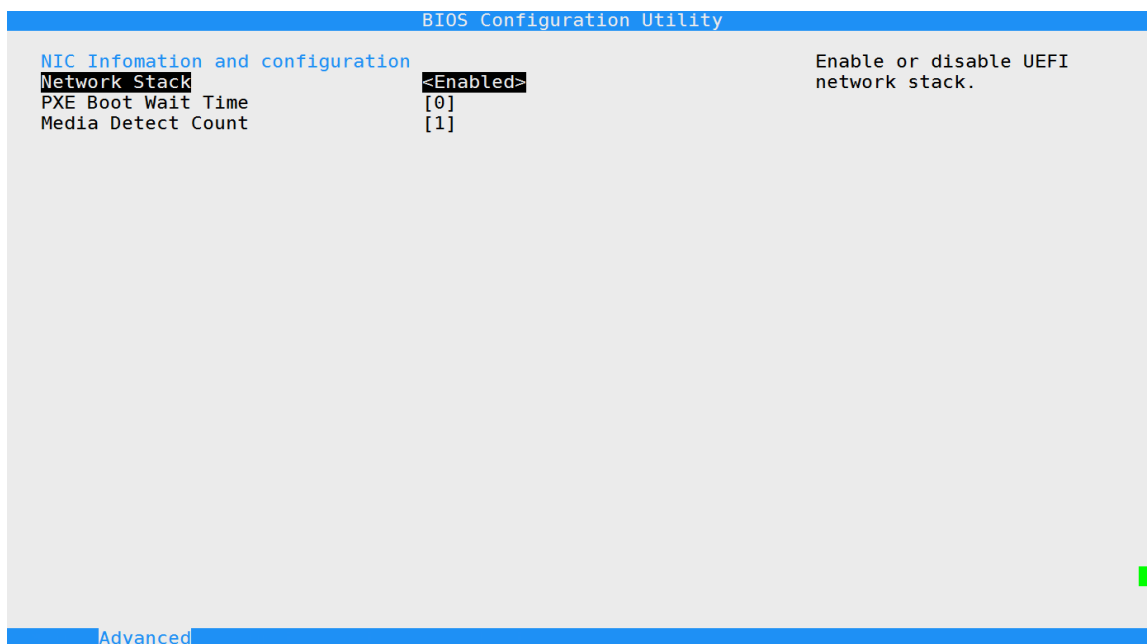 BIOS Configuration Utility
NIC Infomation and configuration
Network Stack <Enabled>
PXE Boot Wait Time [0]
Media Detect Count [1]
Enable or disable UEFI
network stack.
Advanced